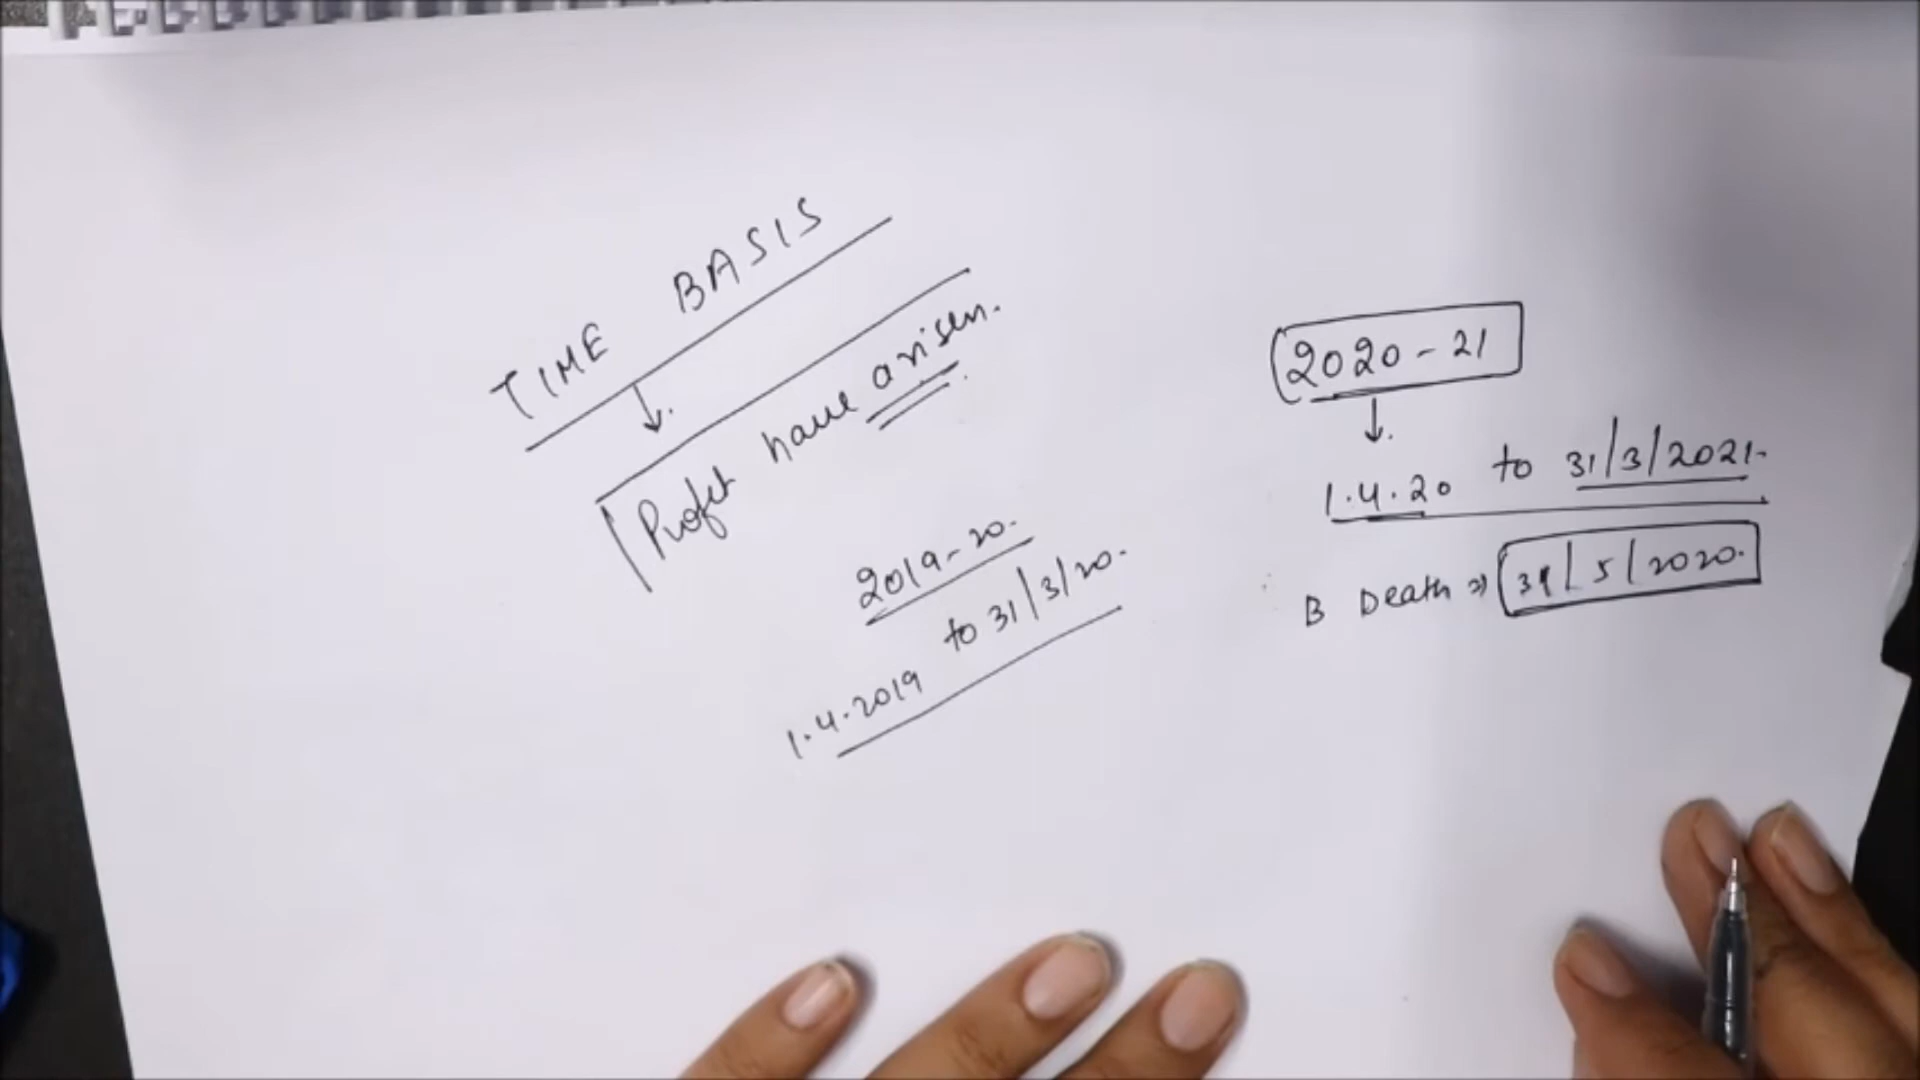 TIME BASIS
Profit have arisen.
2019-20.
1.4.2019 to 31/3/20.
2020-21
1.4.20 to 31/3/2021.
B Death ⇒ 31/5/2020.